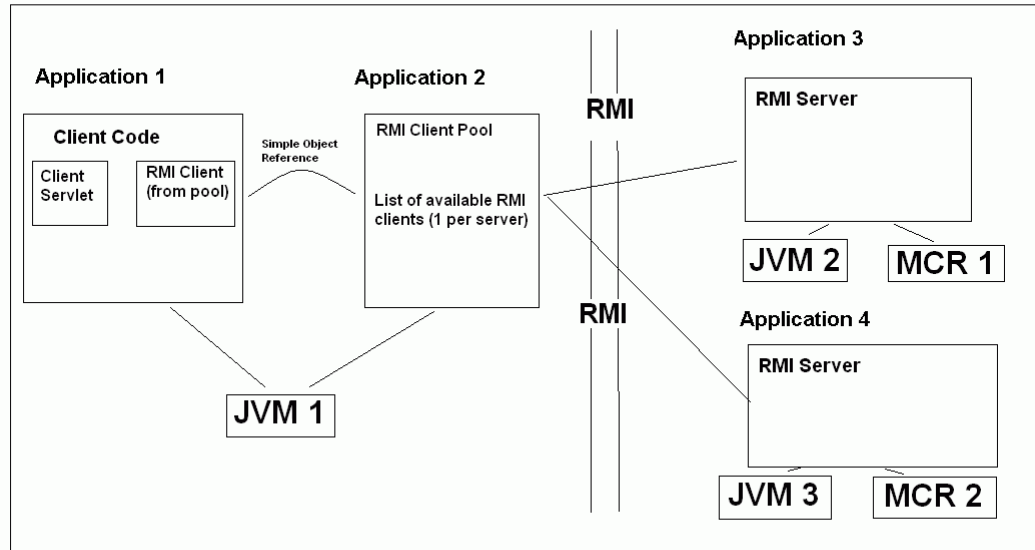 Application 1
Client Code
Client
Servlet
RMI Client
(from pool)
Simple Object
Reference
Application 2
RMI Client Pool
List of available RMI
clients (1 per server)
JVM 1
RMI
RMI
Application 3
RMI Server
JVM 2
MCR 1
Application 4
RMI Server
JVM 3
MCR 2